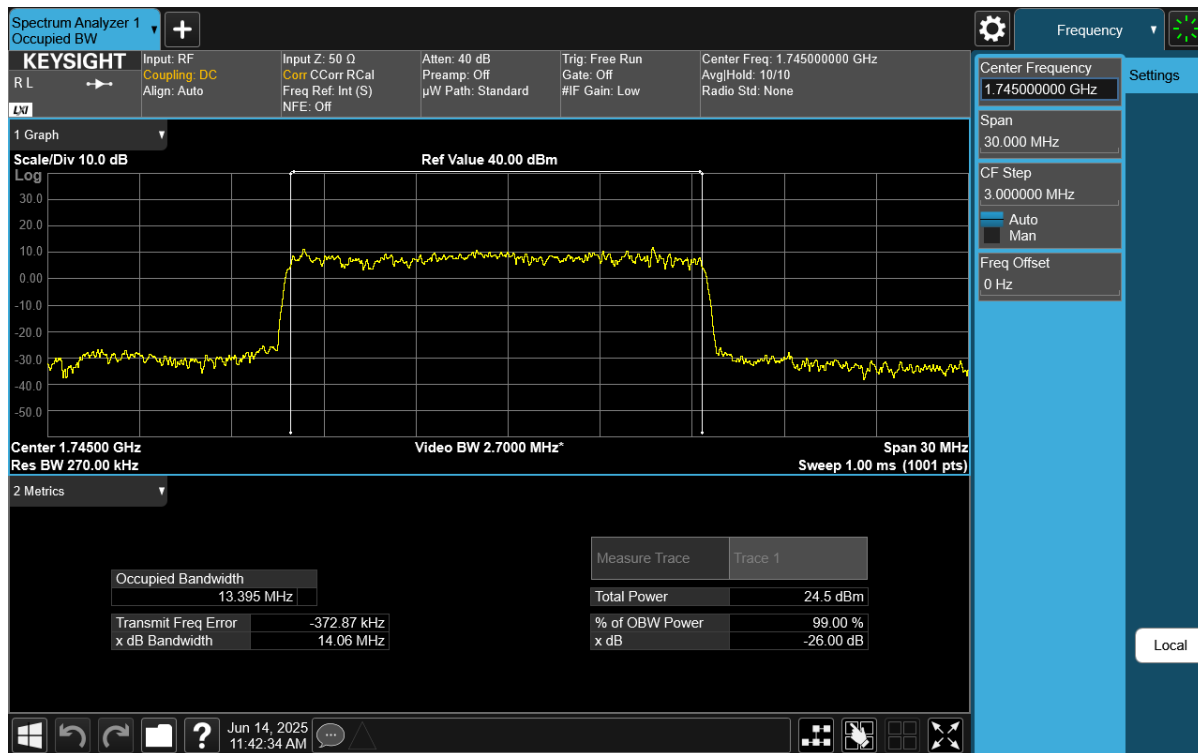 Spectrum Analyzer 1
Occupied BW
+
Frequency
KEYSIGHT
R L
LXI
Input: RF
Coupling: DC
Align: Auto
Input Z: 50 Ω
Corr CCorr RCal
Freq Ref: Int (S)
NFE: Off
Atten: 40 dB
Preamp: Off
µW Path: Standard
Trig: Free Run
Gate: Off
#IF Gain: Low
Center Freq: 1.745000000 GHz
Avg|Hold: 10/10
Radio Std: None
Center Frequency
1.745000000 GHz
Settings
Span
30.000 MHz
CF Step
3.000000 MHz
Auto
Man
Freq Offset
0 Hz
Local
1 Graph
Scale/Div 10.0 dB
Ref Value 40.00 dBm
Log
30.0
20.0
10.0
0.00
-10.0
-20.0
-30.0
-40.0
-50.0
Center 1.74500 GHz
Video BW 2.7000 MHz*
Span 30 MHz
Res BW 270.00 kHz
Sweep 1.00 ms (1001 pts)
2 Metrics
Measure Trace
Trace 1
Occupied Bandwidth
13.395 MHz
Total Power
24.5 dBm
Transmit Freq Error
-372.87 kHz
% of OBW Power
99.00 %
x dB Bandwidth
14.06 MHz
x dB
-26.00 dB
?
Jun 14, 2025
11:42:34 AM